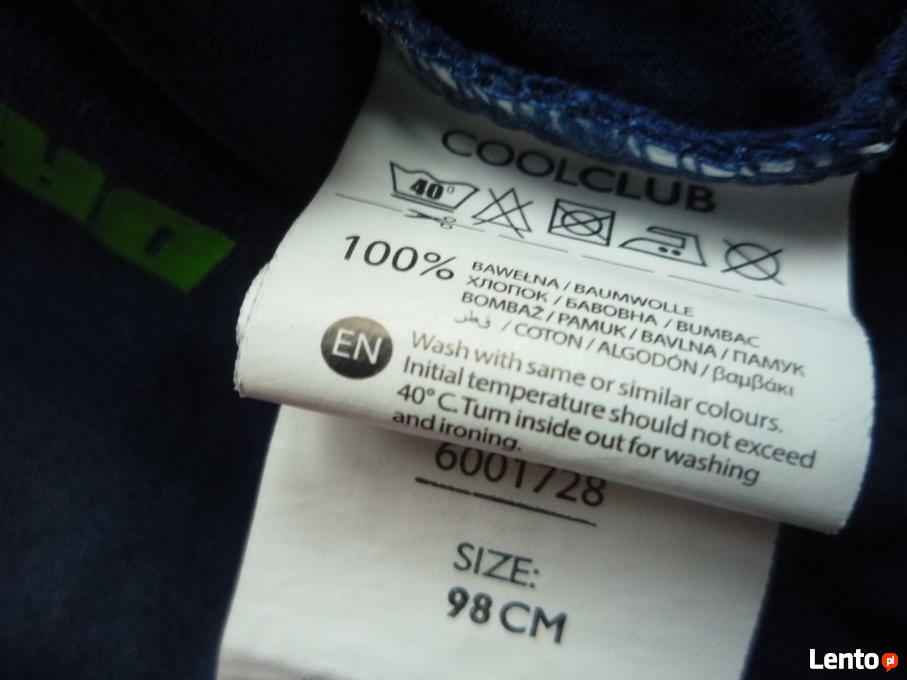 COOLCLUB
40°
100% BAWEŁNA / BAUMWOLLE
ХЛОПОК / БАВОВНА / BUMBAC
BOMBAŽ / PAMUK / BAVLNA / ПАМУК
قطن / COTON / ALGODÓN / βαμβάκι
EN Wash with same or similar colours.
Initial temperature should not exceed
40° C. Turn inside out for washing
and ironing.
6001728
SIZE:
98 CM
Lento pl